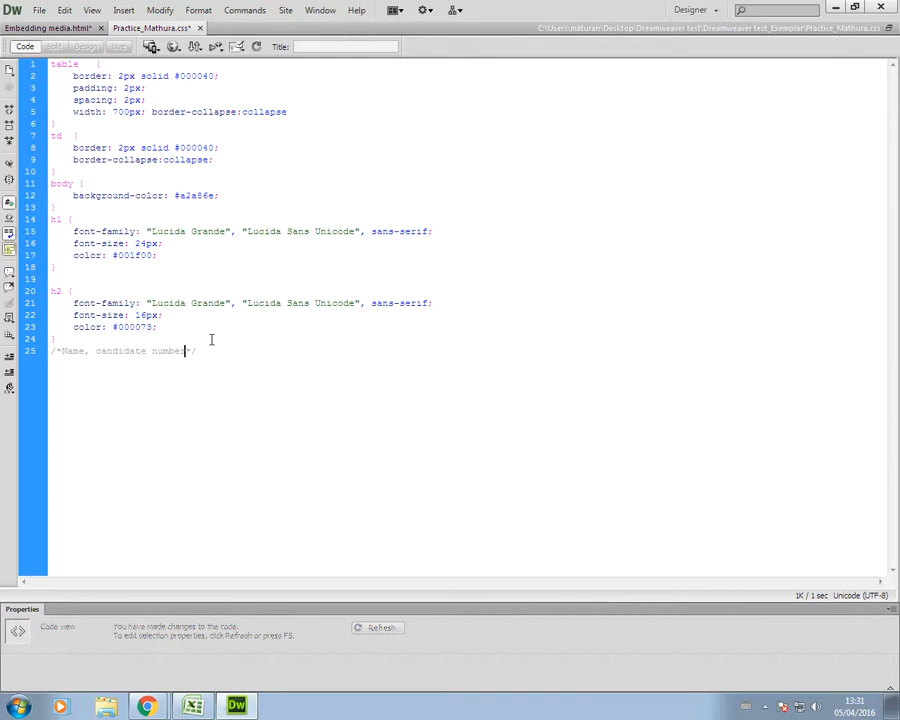 Dw File Edit View Insert Modify Format Commands Site Window Help Designer
Embedding media.html* × Practice_Mathura.css* × C:\Users\maturan\Desktop\Dreamweaver test\Dreamweaver test_Exemplar\Practice_Mathura.css
Code Split Design Live Title:
1 table {
2 border: 2px solid #000040;
3 padding: 2px;
4 spacing: 2px;
5 width: 700px; border-collapse:collapse
6 }
7 td {
8 border: 2px solid #000040;
9 border-collapse:collapse;
10 }
11 body {
12 background-color: #a2a86e;
13 }
14 h1 {
15 font-family: "Lucida Grande", "Lucida Sans Unicode", sans-serif;
16 font-size: 24px;
17 color: #001f00;
18 }
19
20 h2 {
21 font-family: "Lucida Grande", "Lucida Sans Unicode", sans-serif;
22 font-size: 16px;
23 color: #000073;
24 }
25 /*Name, candidate number*/
1K / 1 sec Unicode (UTF-8)
Properties
Code view You have made changes to the code. Refresh
To edit selection properties, click Refresh or press F5.
Dw 13:31
05/04/2016